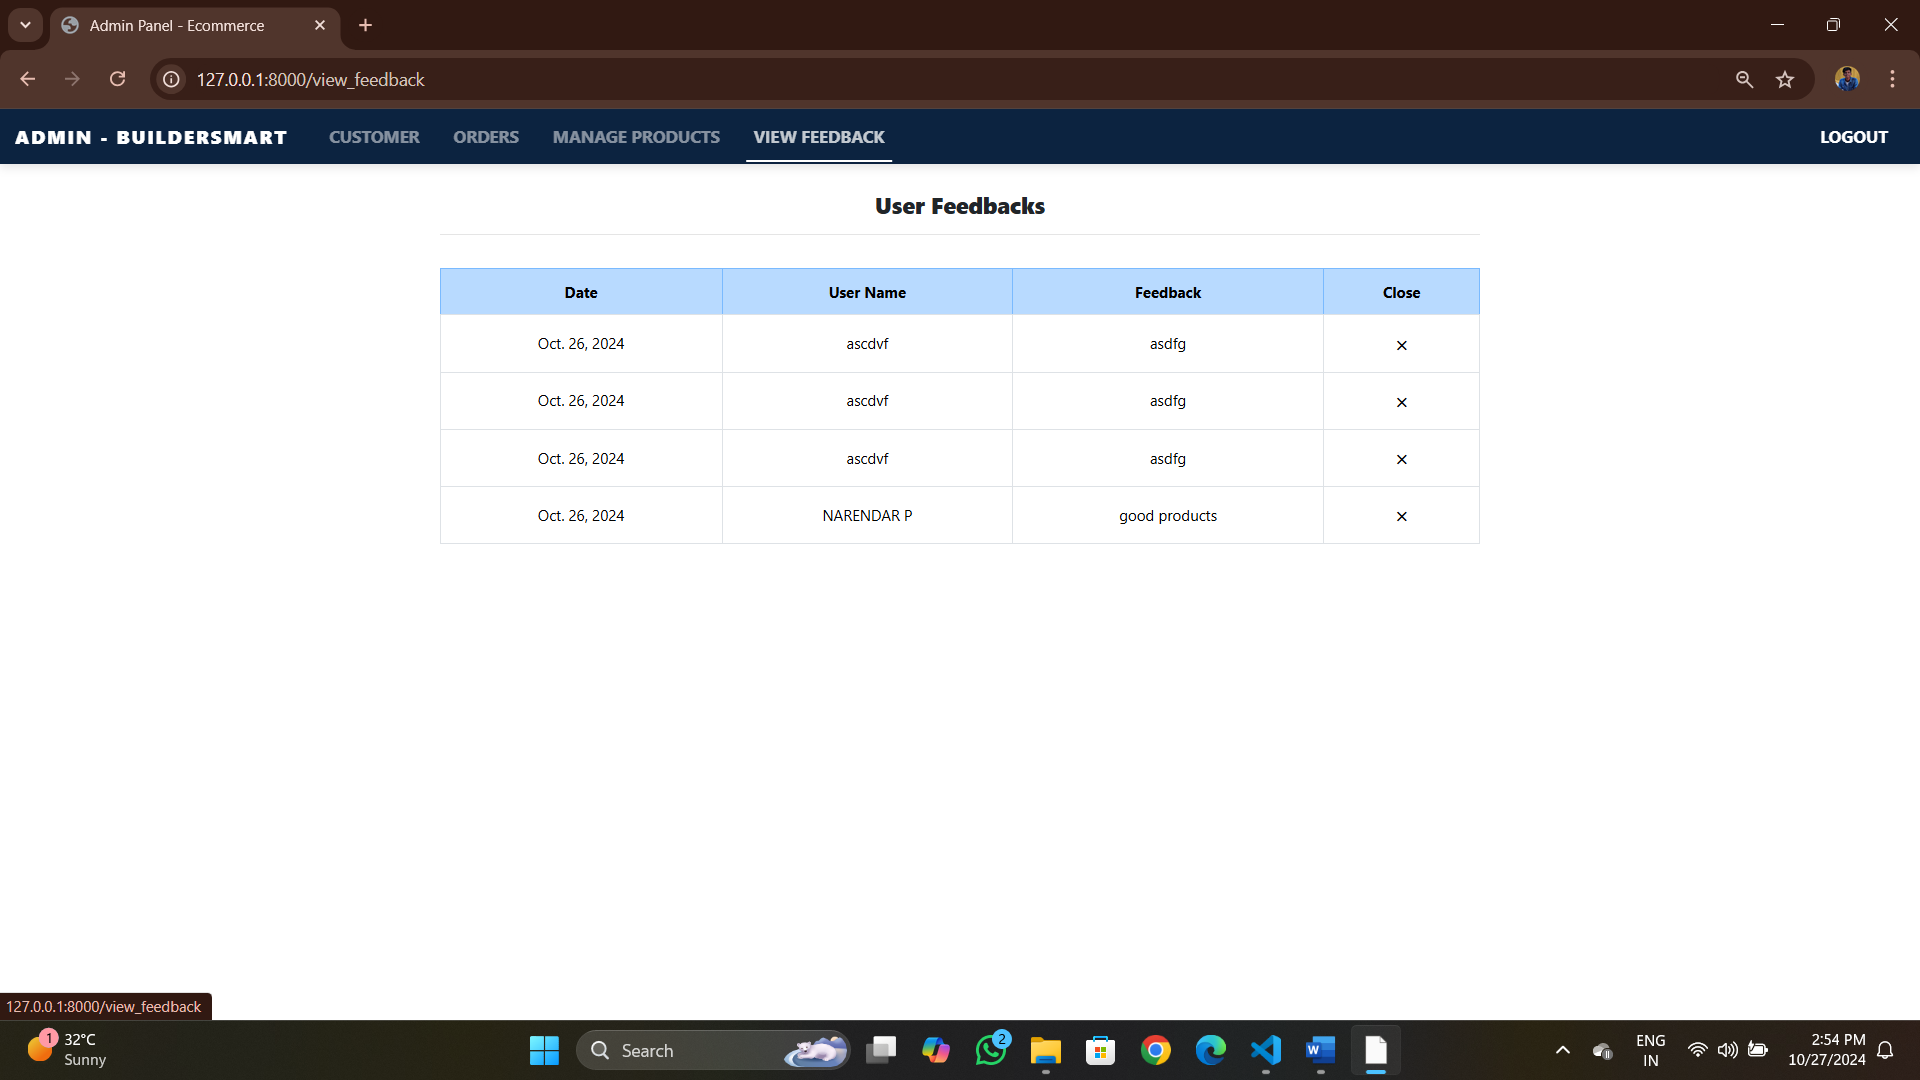 Admin Panel - Ecommerce
127.0.0.1:8000/view_feedback
ADMIN - BUILDERSMART CUSTOMER ORDERS MANAGE PRODUCTS VIEW FEEDBACK LOGOUT
User Feedbacks
Date User Name Feedback Close
Oct. 26, 2024 ascdvf asdfg ×
Oct. 26, 2024 ascdvf asdfg ×
Oct. 26, 2024 ascdvf asdfg ×
Oct. 26, 2024 NARENDAR P good products ×
127.0.0.1:8000/view_feedback
1 32°C
Sunny
Search
2
W
ENG
IN
2:54 PM
10/27/2024